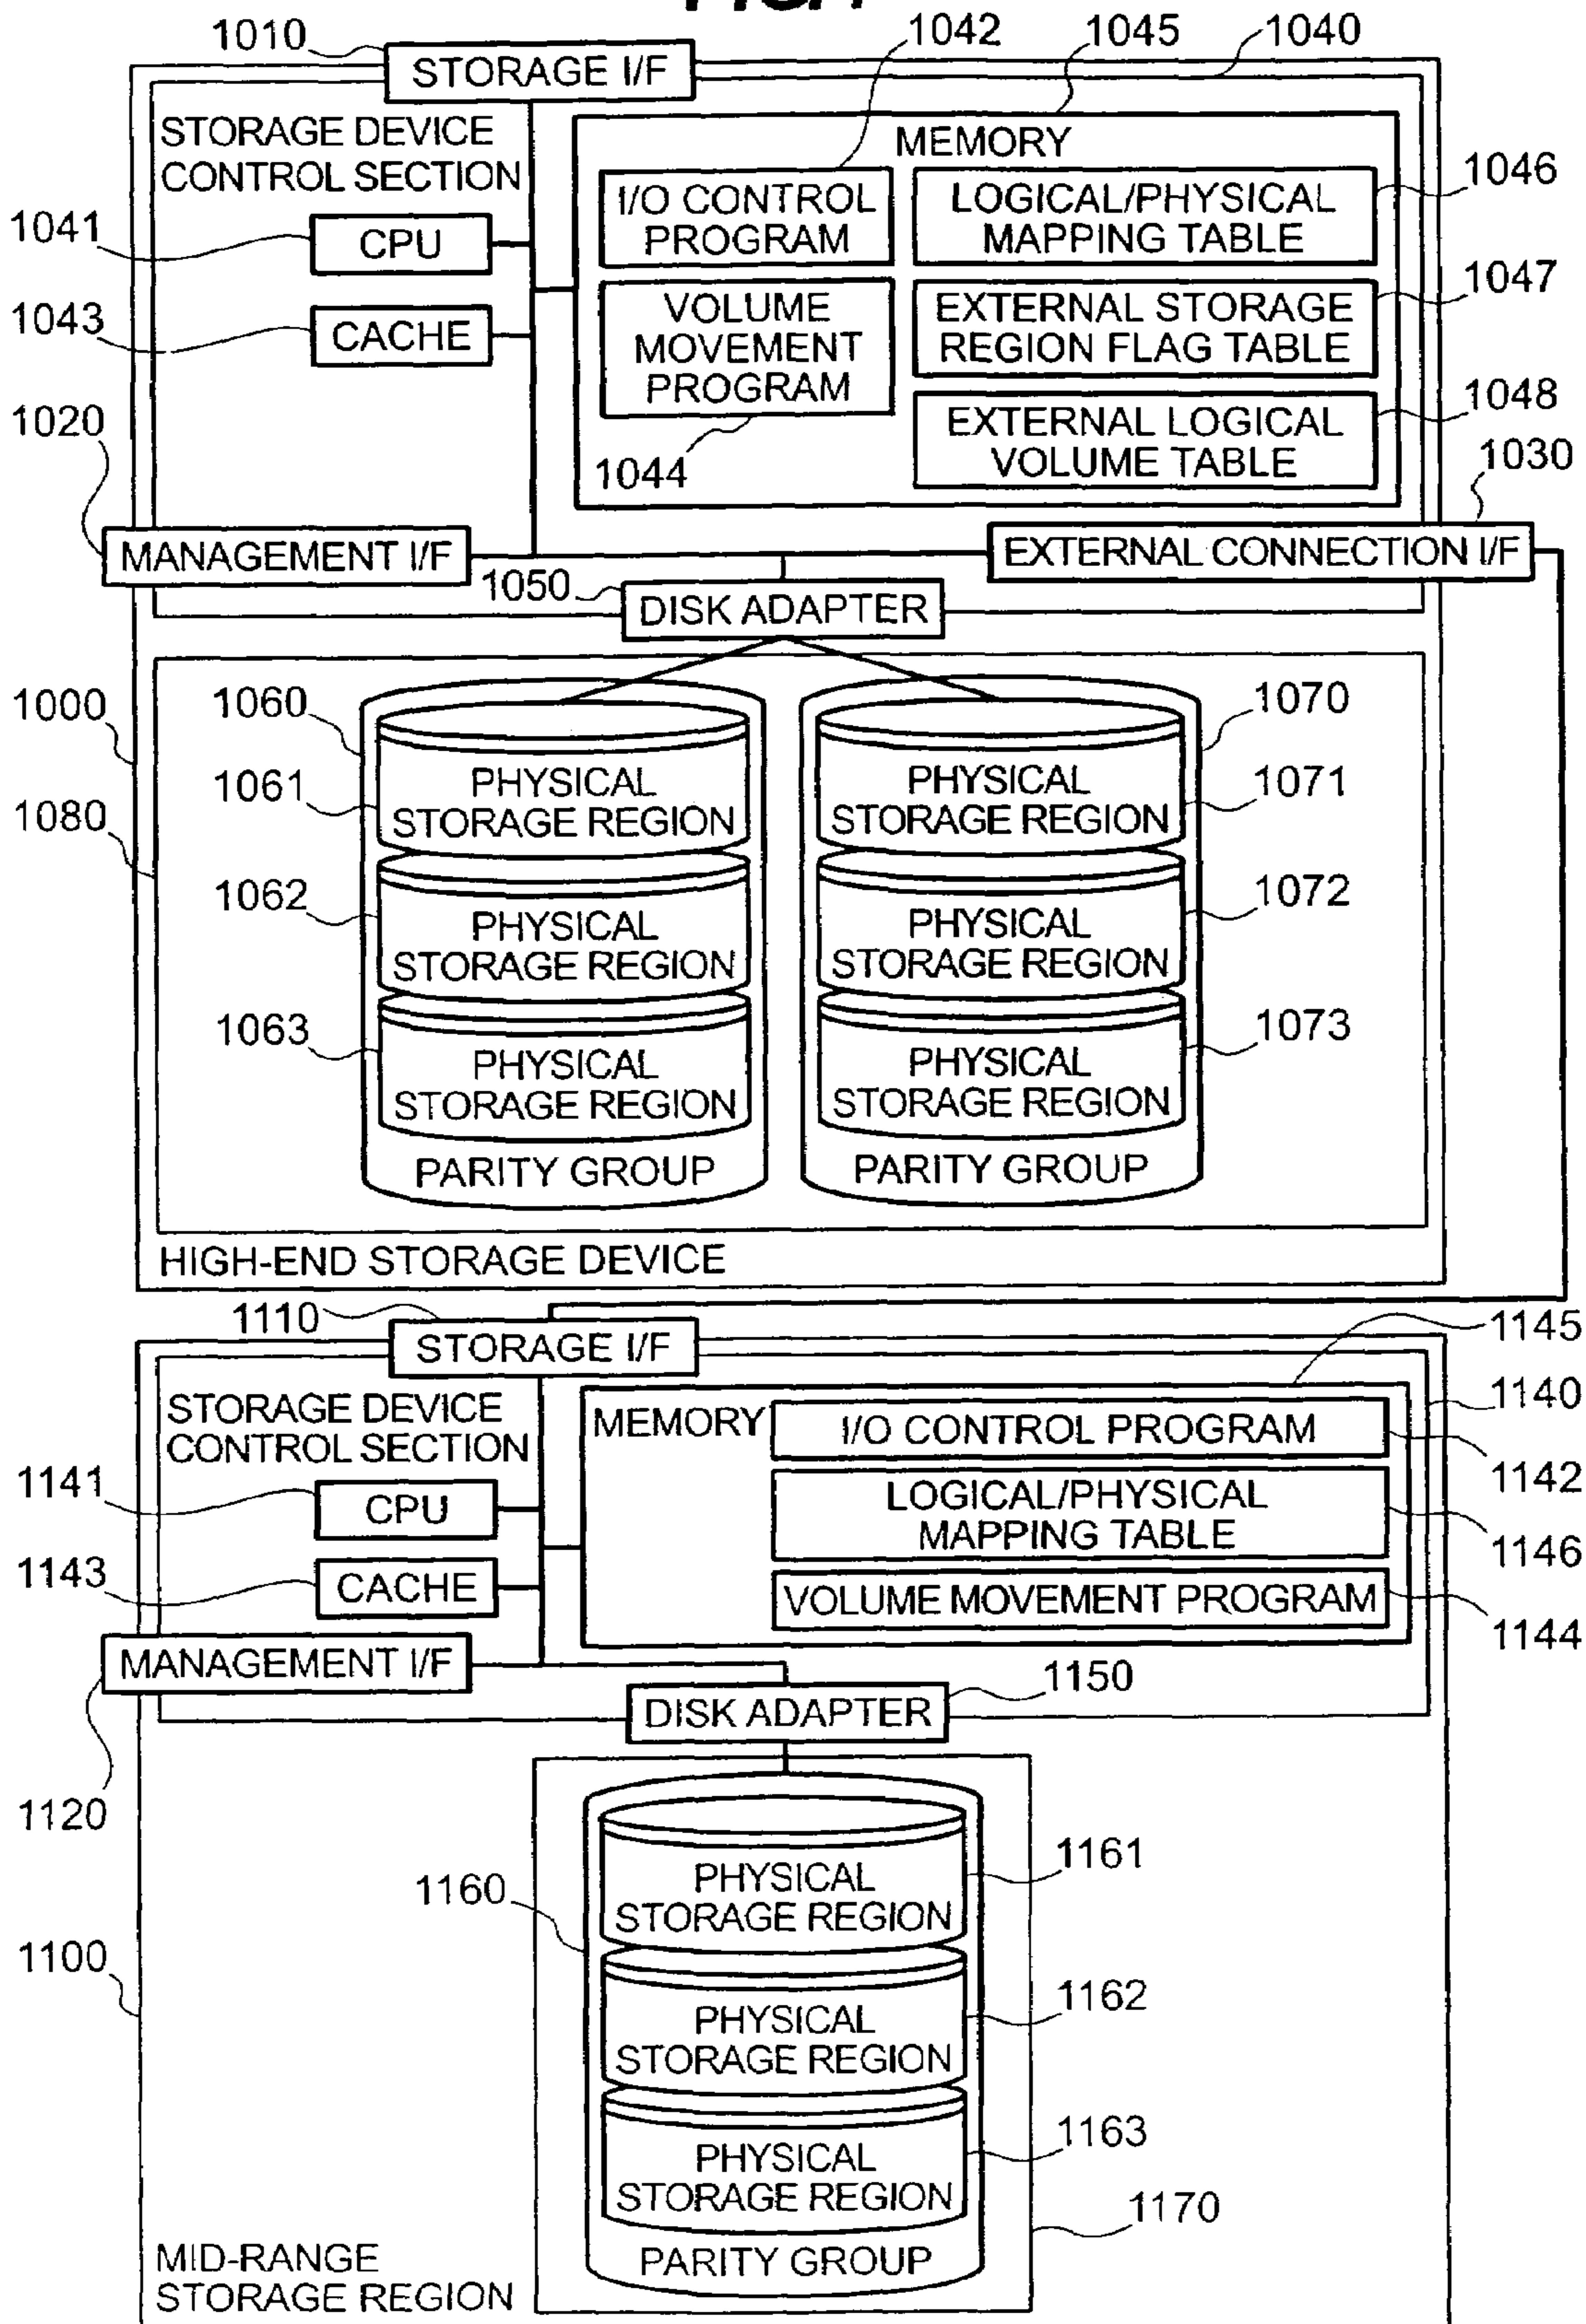 1010
STORAGE I/F
1042
1045
1040
STORAGE DEVICE
CONTROL SECTION
MEMORY
I/O CONTROL
PROGRAM
LOGICAL/PHYSICAL
MAPPING TABLE
1046
1041
CPU
VOLUME
MOVEMENT
PROGRAM
EXTERNAL STORAGE
REGION FLAG TABLE
1047
1043
CACHE
1044
EXTERNAL LOGICAL
VOLUME TABLE
1048
1020
1030
MANAGEMENT I/F
EXTERNAL CONNECTION I/F
1050
DISK ADAPTER
1000
1080
1060
1061
PHYSICAL
STORAGE REGION
1062
PHYSICAL
STORAGE REGION
1063
PHYSICAL
STORAGE REGION
PARITY GROUP
1070
PHYSICAL
STORAGE REGION
1071
PHYSICAL
STORAGE REGION
1072
PHYSICAL
STORAGE REGION
1073
PARITY GROUP
HIGH-END STORAGE DEVICE
1110
STORAGE I/F
1145
1140
STORAGE DEVICE
CONTROL SECTION
MEMORY
I/O CONTROL PROGRAM
1142
1141
CPU
LOGICAL/PHYSICAL
MAPPING TABLE
1146
1143
CACHE
VOLUME MOVEMENT PROGRAM
1144
MANAGEMENT I/F
1120
DISK ADAPTER
1150
1160
PHYSICAL
STORAGE REGION
1161
1100
PHYSICAL
STORAGE REGION
1162
PHYSICAL
STORAGE REGION
1163
PARITY GROUP
1170
MID-RANGE
STORAGE REGION